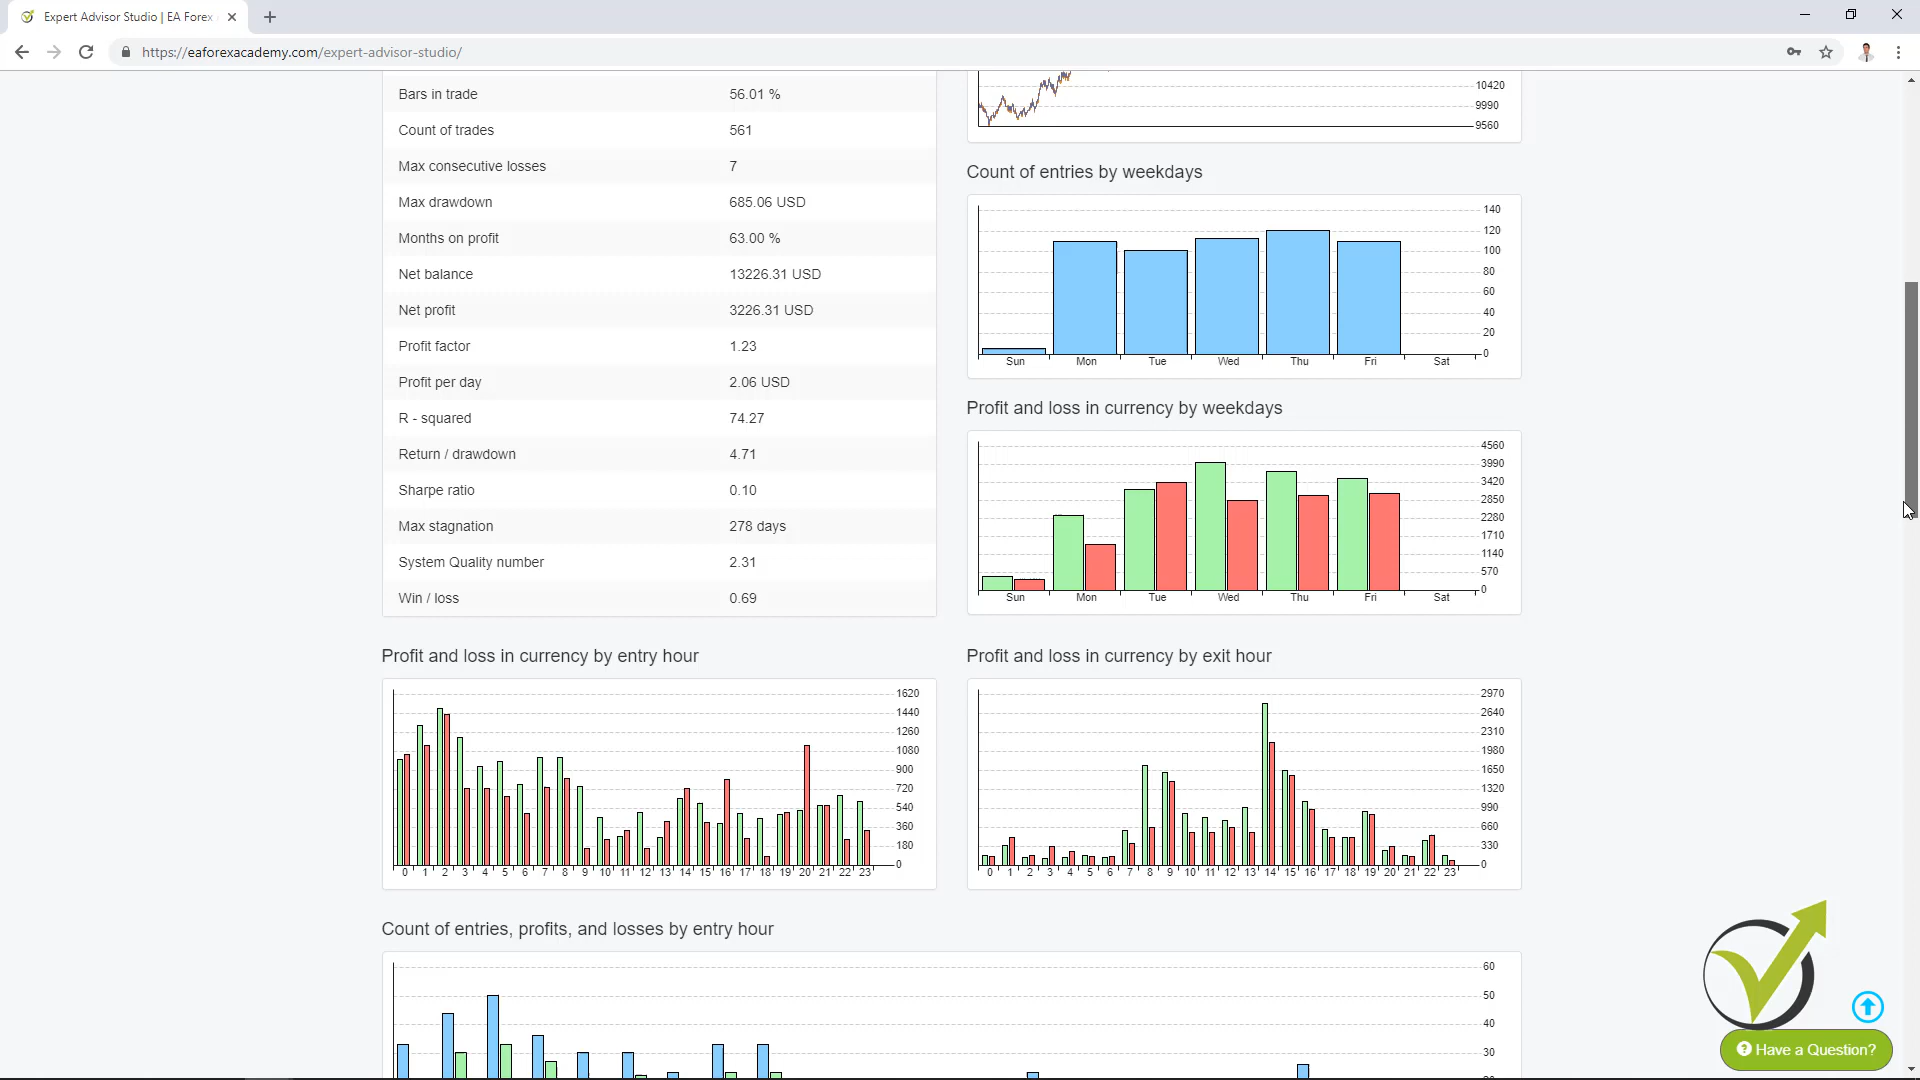 Expert Advisor Studio | EA Forex
https://eaforexacademy.com/expert-advisor-studio/
Bars in trade 56.01 %
Count of trades 561
Max consecutive losses 7
Max drawdown 685.06 USD
Months on profit 63.00 %
Net balance 13226.31 USD
Net profit 3226.31 USD
Profit factor 1.23
Profit per day 2.06 USD
R - squared 74.27
Return / drawdown 4.71
Sharpe ratio 0.10
Max stagnation 278 days
System Quality number 2.31
Win / loss 0.69
10420
9990
9560
Count of entries by weekdays
140
120
100
80
60
40
20
0
Sun Mon Tue Wed Thu Fri Sat
Profit and loss in currency by weekdays
4560
3990
3420
2850
2280
1710
1140
570
0
Sun Mon Tue Wed Thu Fri Sat
Profit and loss in currency by entry hour
1620
1440
1260
1080
900
720
540
360
180
0
0 1 2 3 4 5 6 7 8 9 10 11 12 13 14 15 16 17 18 19 20 21 22 23
Profit and loss in currency by exit hour
2970
2640
2310
1980
1650
1320
990
660
330
0
0 1 2 3 4 5 6 7 8 9 10 11 12 13 14 15 16 17 18 19 20 21 22 23
Count of entries, profits, and losses by entry hour
60
50
40
30
Have a Question?